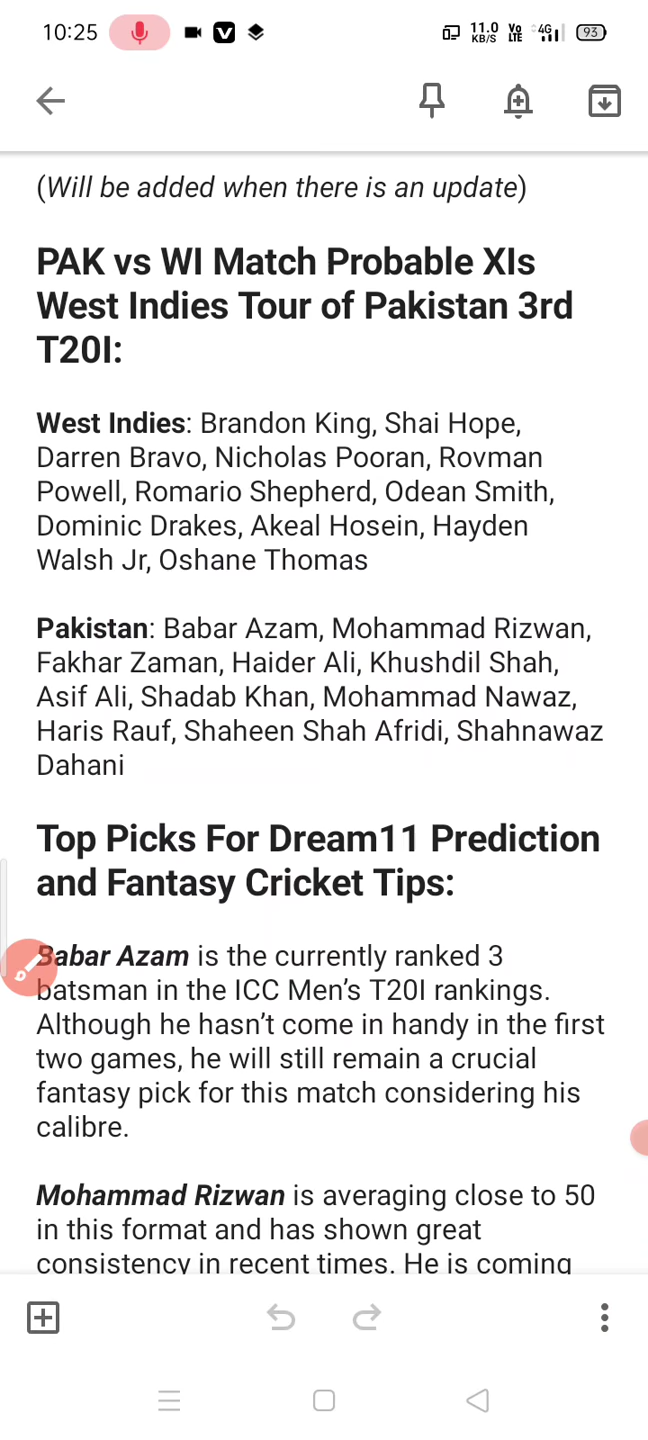 10:25
V
11.0
KB/S
Vo
LTE
4G
93
(Will be added when there is an update)
PAK vs WI Match Probable XIs
West Indies Tour of Pakistan 3rd
T20I:
West Indies: Brandon King, Shai Hope,
Darren Bravo, Nicholas Pooran, Rovman
Powell, Romario Shepherd, Odean Smith,
Dominic Drakes, Akeal Hosein, Hayden
Walsh Jr, Oshane Thomas
Pakistan: Babar Azam, Mohammad Rizwan,
Fakhar Zaman, Haider Ali, Khushdil Shah,
Asif Ali, Shadab Khan, Mohammad Nawaz,
Haris Rauf, Shaheen Shah Afridi, Shahnawaz
Dahani
Top Picks For Dream11 Prediction
and Fantasy Cricket Tips:
Babar Azam is the currently ranked 3
batsman in the ICC Men's T20I rankings.
Although he hasn't come in handy in the first
two games, he will still remain a crucial
fantasy pick for this match considering his
calibre.
Mohammad Rizwan is averaging close to 50
in this format and has shown great
consistency in recent times. He is coming